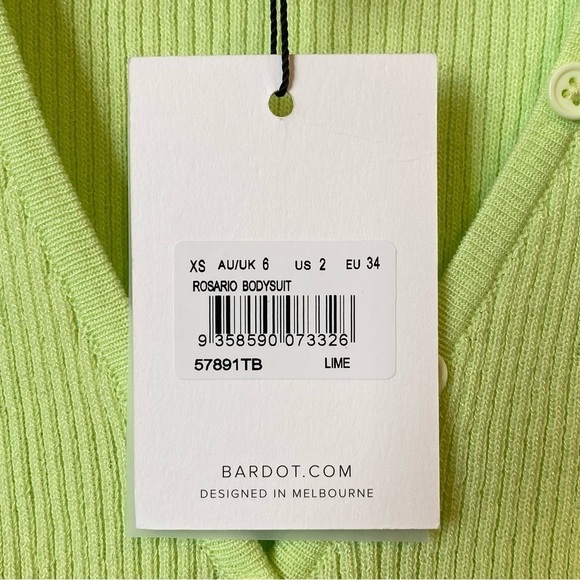 XS AU/UK 6 US 2 EU 34
ROSARIO BODYSUIT
9 358590 073326
57891TB LIME
BARDOT.COM
DESIGNED IN MELBOURNE